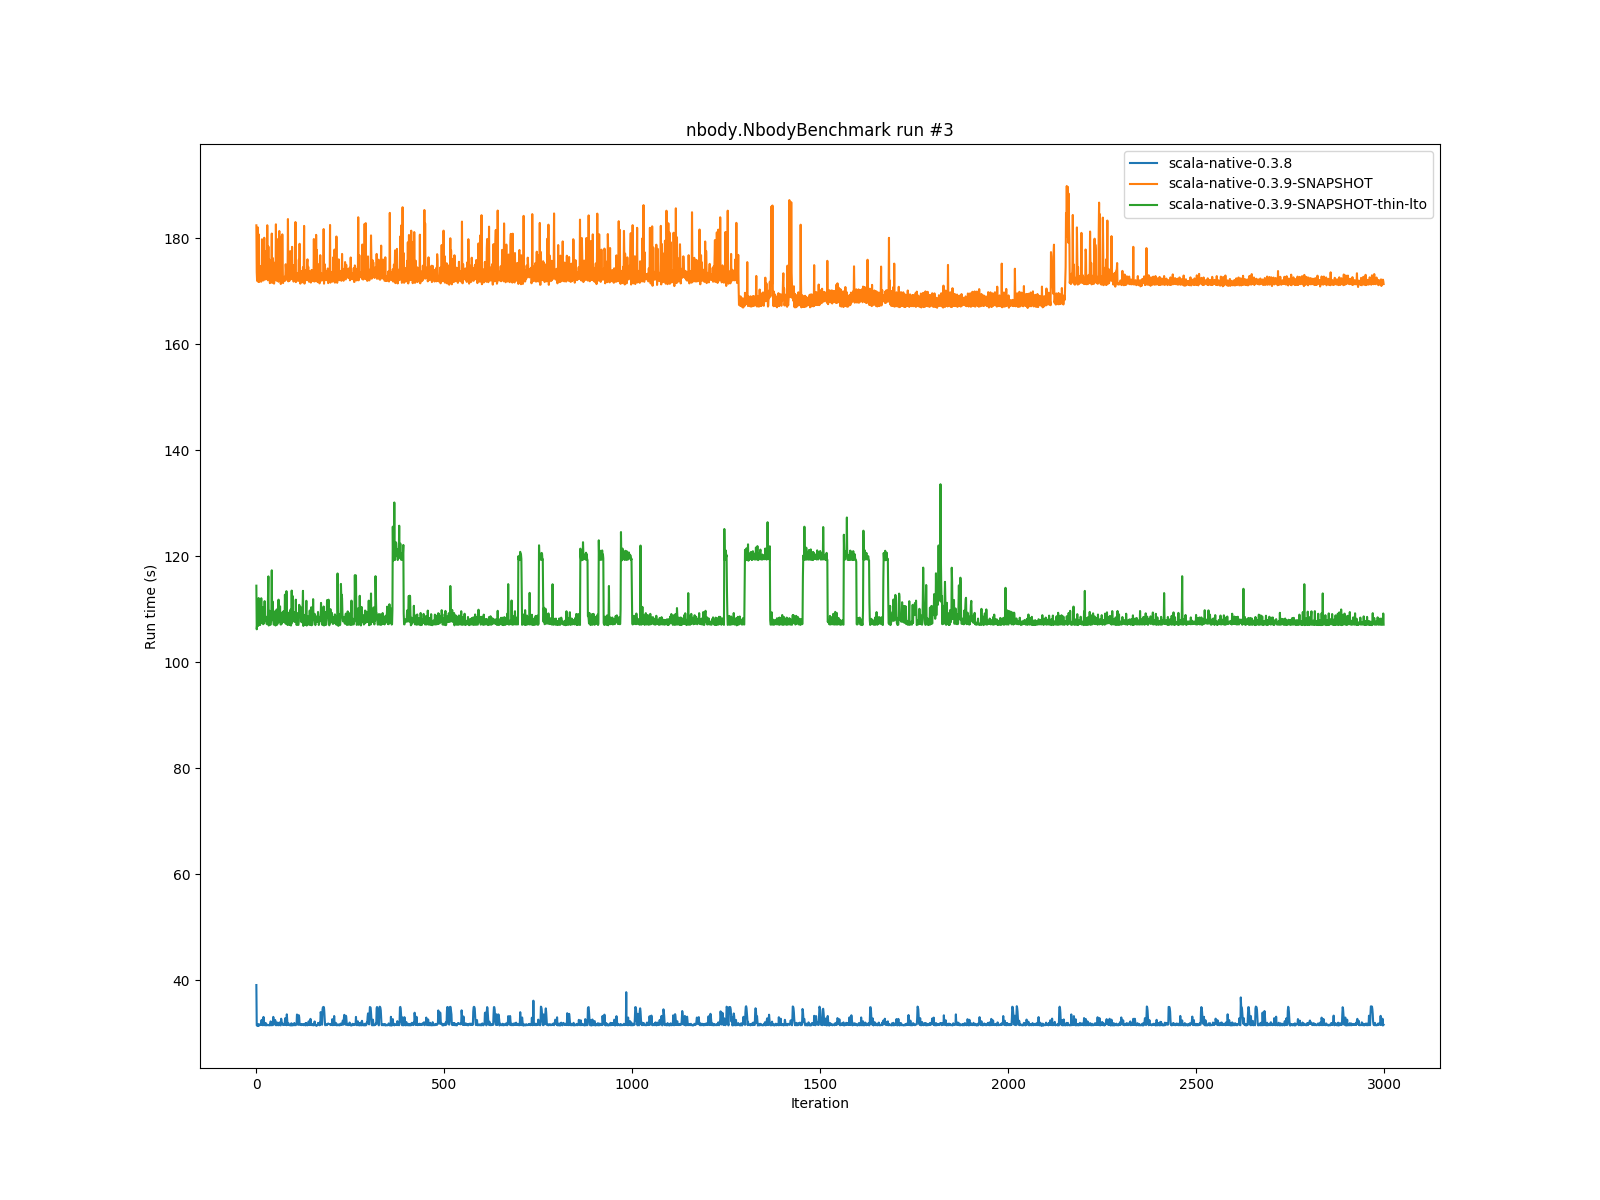 nbody.NbodyBenchmark run #3
scala-native-0.3.8
scala-native-0.3.9-SNAPSHOT
scala-native-0.3.9-SNAPSHOT-thin-lto
Run time (s)
180
160
140
120
100
80
60
40
0
500
1000
1500
2000
2500
3000
Iteration